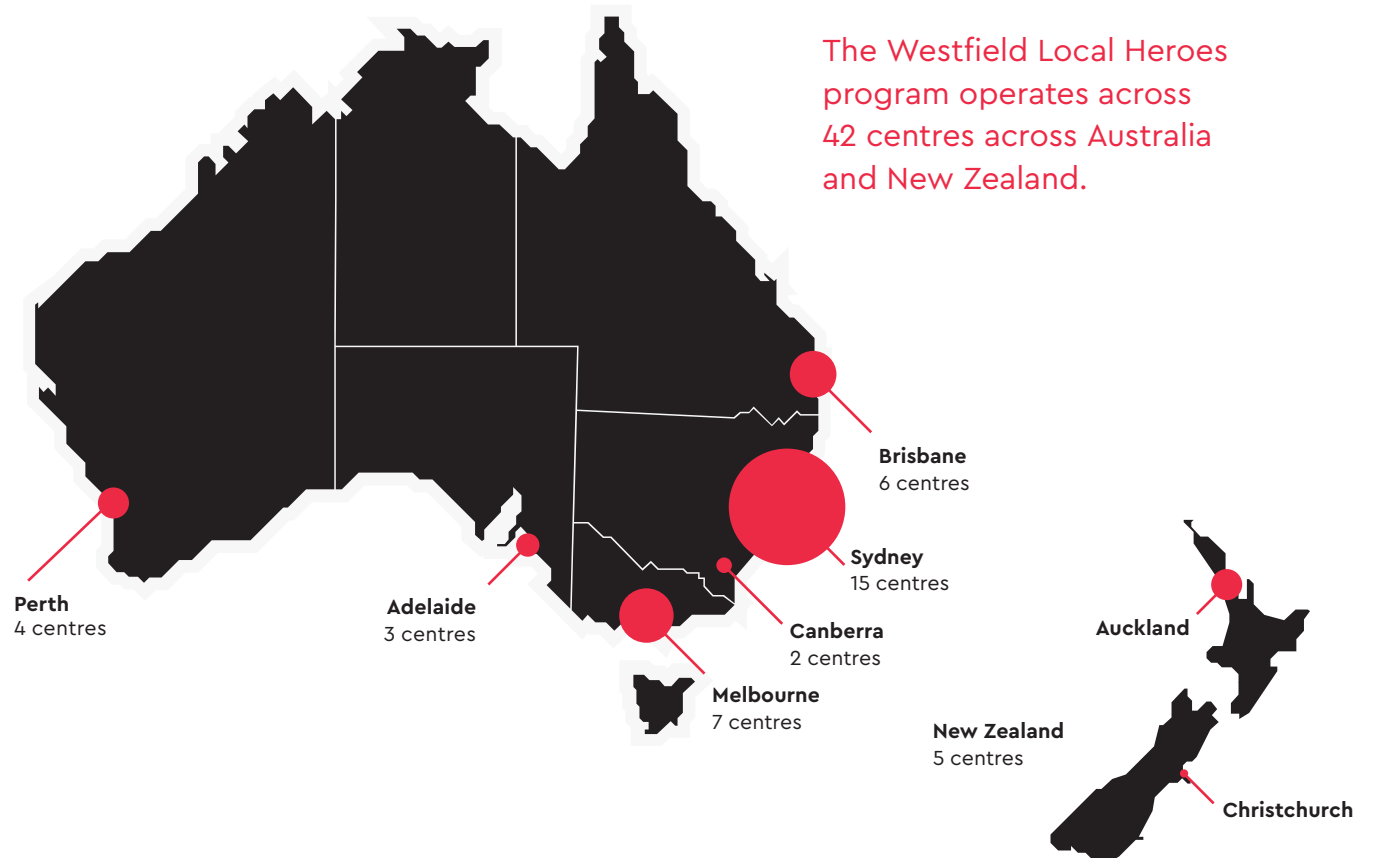 The Westfield Local Heroes
program operates across
42 centres across Australia
and New Zealand.
Brisbane
6 centres
Sydney
15 centres
Perth
4 centres
Adelaide
3 centres
Canberra
2 centres
Auckland
Melbourne
7 centres
New Zealand
5 centres
Christchurch